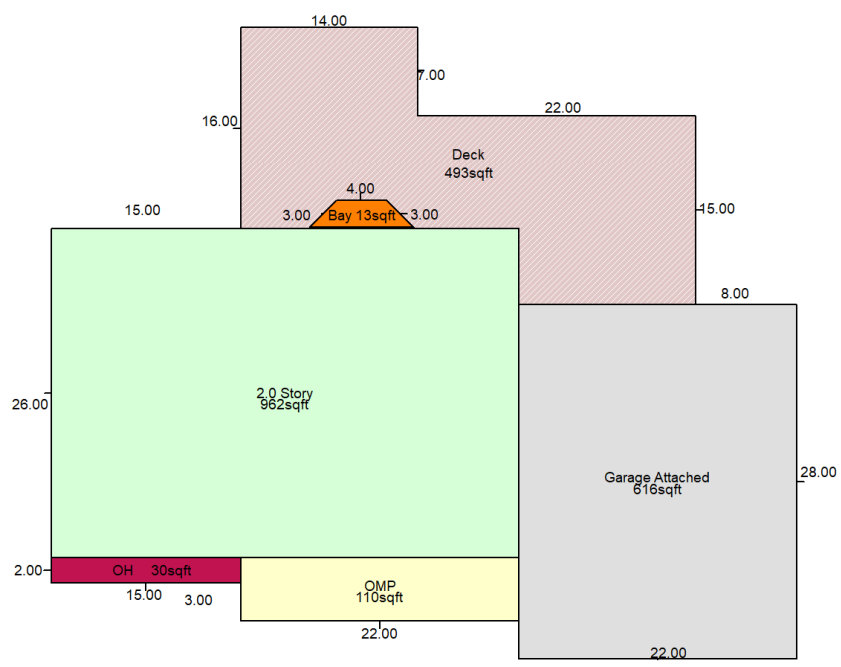 14.00
7.00
22.00
16.00
Deck
493sqft
4.00
15.00
3.00
Bay 13sqft
3.00
15.00
8.00
2.0 Story
962sqft
26.00
Garage Attached
616sqft
28.00
2.00
OH 30sqft
OMP
110sqft
15.00
3.00
22.00
22.00